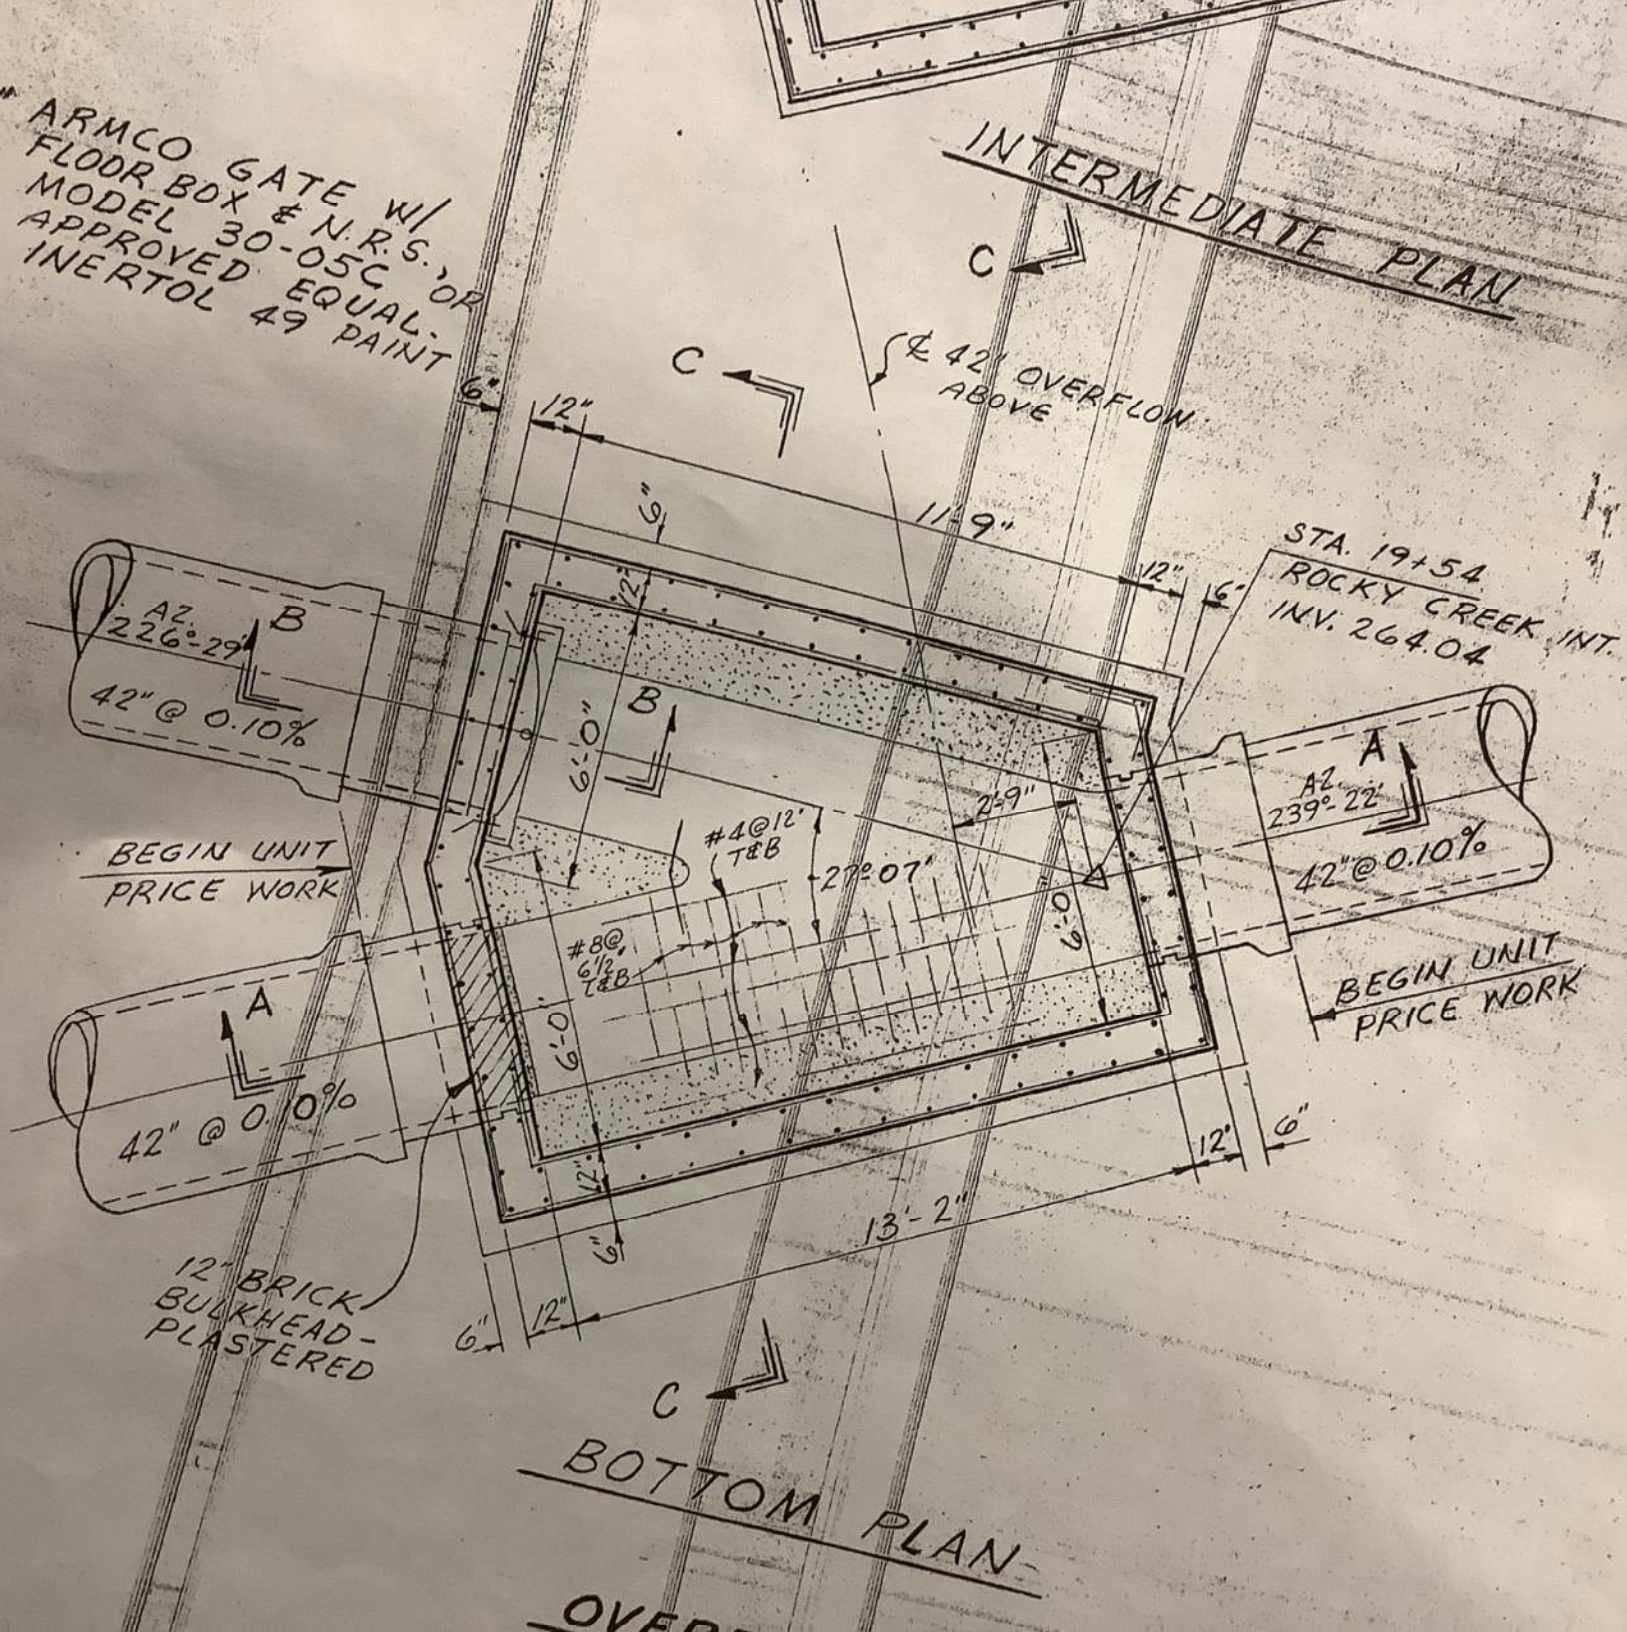 " ARMCO GATE W/
FLOOR BOX & N.R.S.,
MODEL 30-05C OR
APPROVED EQUAL-
INERTOL 49 PAINT
INTERMEDIATE PLAN
C
C
℄ 42" OVERFLOW
ABOVE
6"
12"
11'-9"
6"
12"
12"
6"
STA. 19+54
ROCKY CREEK INT.
INV. 264.04
AZ.
226°-29'
B
42" @ 0.10%
B
6'-0"
A
AZ.
239°-22'
42" @ 0.10%
2'-9"
#4@12"
T&B
27°07'
BEGIN UNIT
PRICE WORK
#8@
6½"
T&B
6'-0"
6'-0"
BEGIN UNIT
PRICE WORK
A
42" @ 0.10%
12"
6"
12"
6"
13'-2"
12" BRICK
BULKHEAD-
PLASTERED
6"
12"
C
BOTTOM PLAN